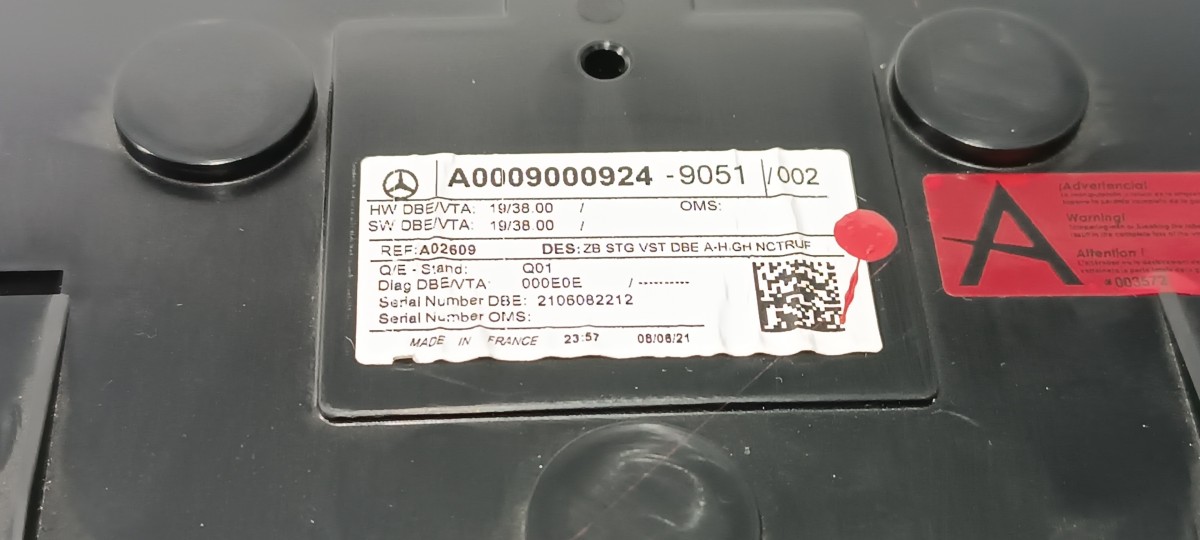 A0009000924 -9051 /002
HW DBE/VTA: 19/38.00 / OMS:
SW DBE/VTA: 19/38.00 /
REF: A02609 DES: ZB STG VST DBE A-H.GH NCTRUF
Q/E - Stand: Q01
Diag DBE/VTA: 000E0E / ----------
Serial Number DBE: 2106082212
Serial Number OMS:
MADE IN FRANCE 23:57 08/06/21
A
¡Advertencia!
Warning!
Attention !
003572